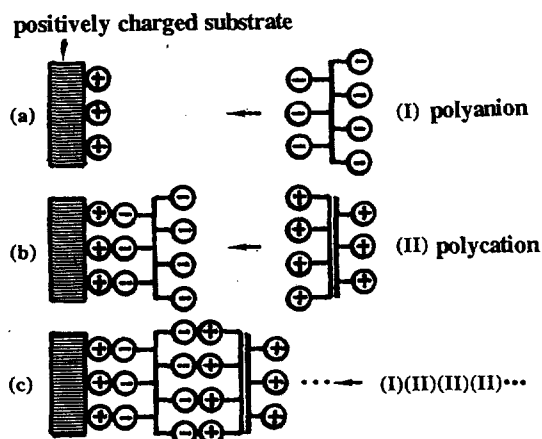 positively charged substrate
(a)
(I) polyanion
(b)
(II) polycation
(c)
(I)(II)(II)(II)···